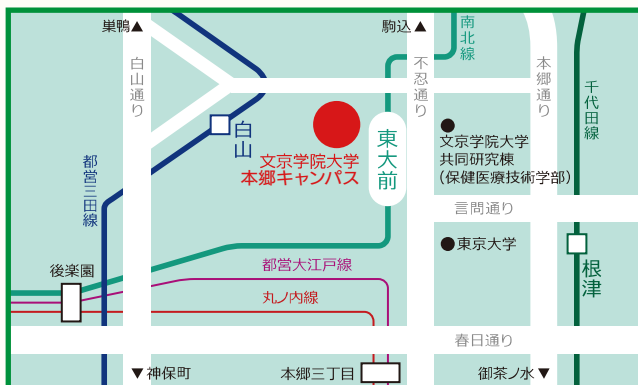 巣鴨▲
駒込▲
南北線
白山通り
不忍通り
本郷通り
千代田線
白山
文京学院大学
本郷キャンパス
東大前
文京学院大学
共同研究棟
(保健医療技術学部)
都営三田線
言問通り
東京大学
根津
後楽園
都営大江戸線
丸ノ内線
春日通り
▼神保町
本郷三丁目
御茶ノ水▼